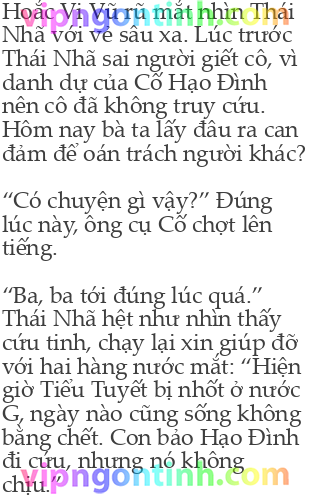 Hoắc Vi Vũ rũ mắt nhìn Thái
Nhã với vẻ sâu xa. Lúc trước
Thái Nhã sai người giết cô, vì
danh dự của Cố Hạo Đình
nên cô đã không truy cứu.
Hôm nay bà ta lấy đâu ra can
đảm để oán trách người khác?
“Có chuyện gì vậy?” Đúng
lúc này, ông cụ Cố chợt lên
tiếng.
“Ba, ba tới đúng lúc quá.”
Thái Nhã hệt như nhìn thấy
cứu tinh, chạy lại xin giúp đỡ
với hai hàng nước mắt: “Hiện
giờ Tiểu Tuyết bị nhốt ở nước
G, ngày nào cũng sống không
bằng chết. Con bảo Hạo Đình
đi cứu, nhưng nó không
chịu.”
vipngontinh.com
vipngontinh.com